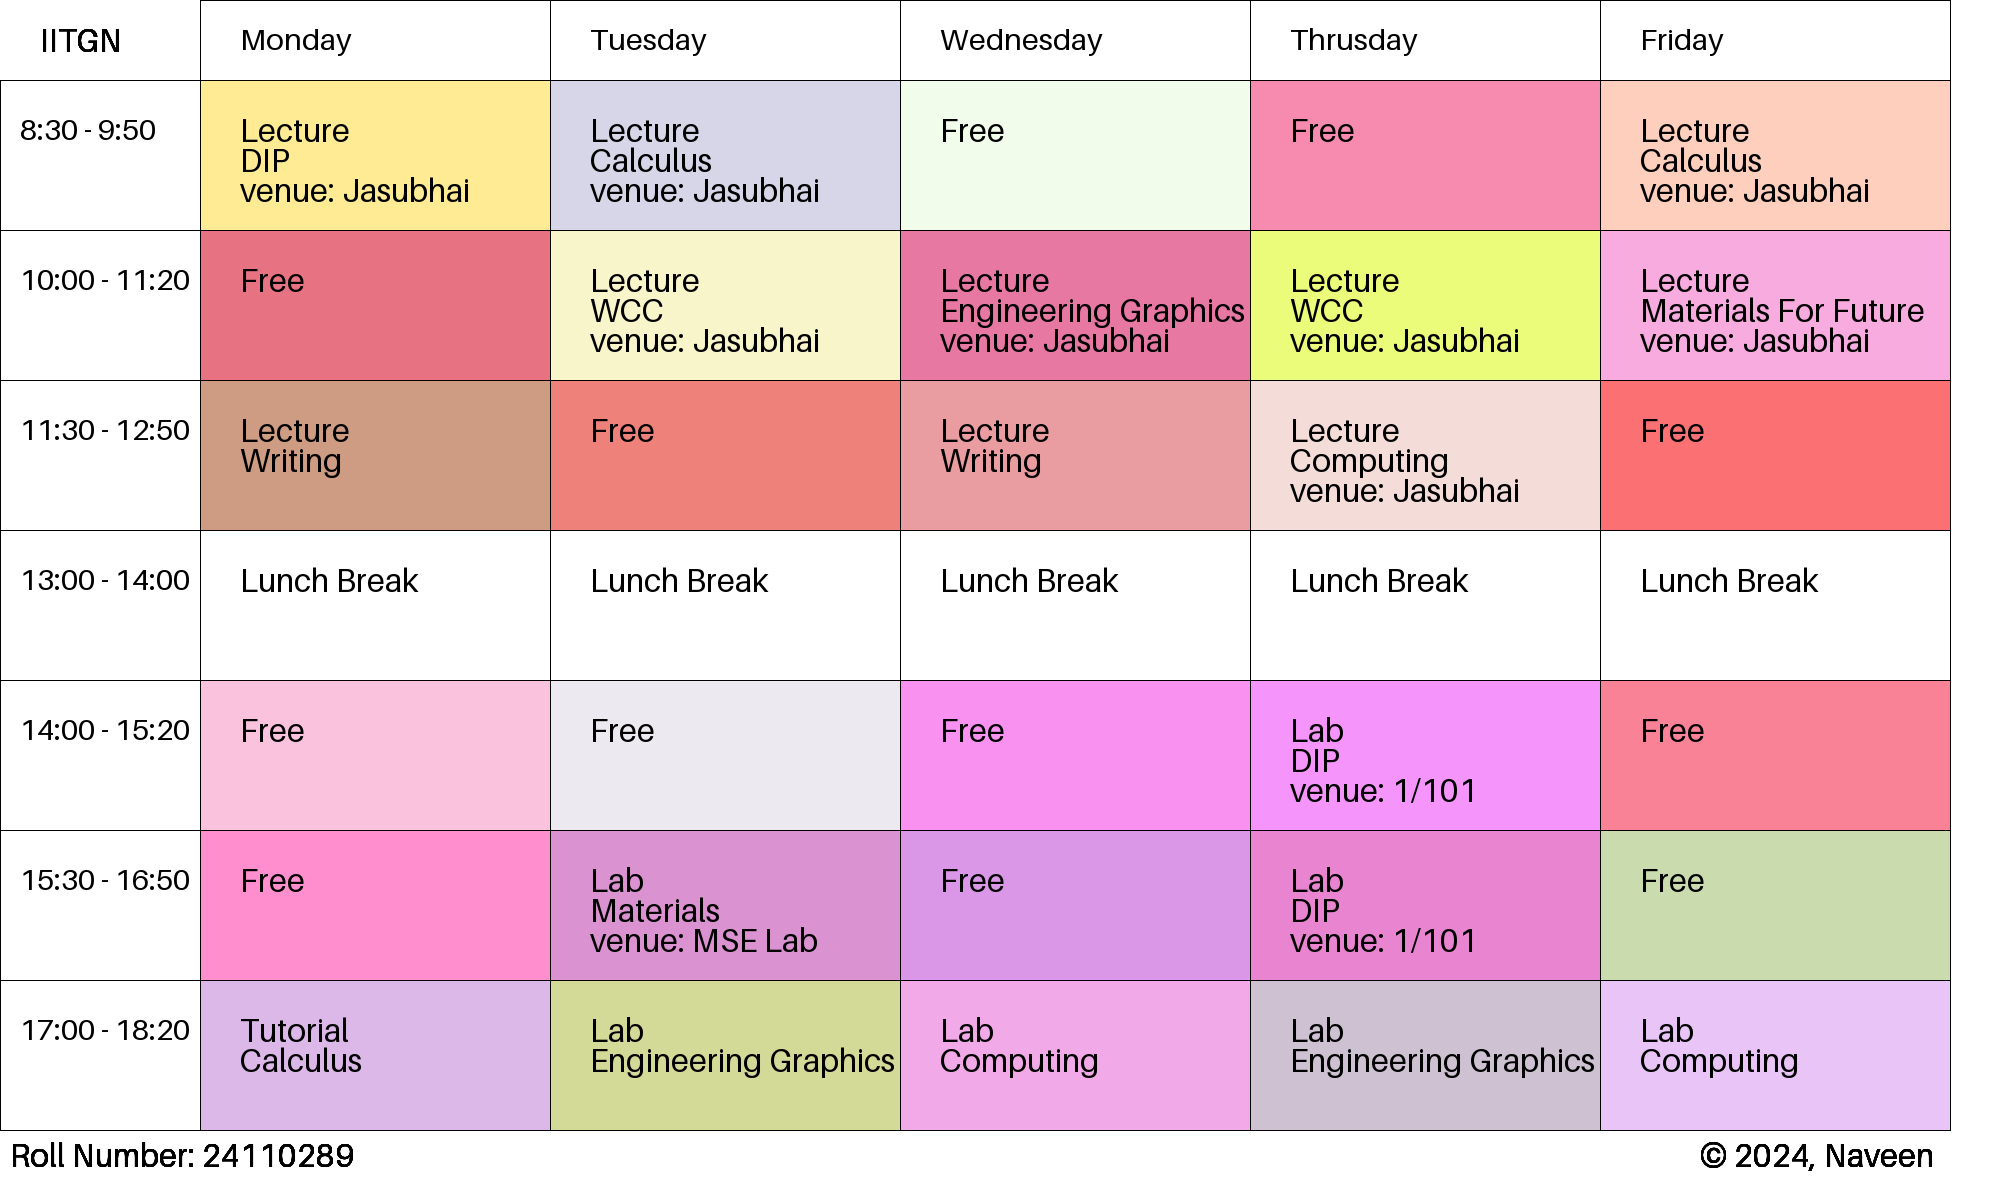 IITGN Monday Tuesday Wednesday Thrusday Friday
8:30 - 9:50
Lecture
DIP
venue: Jasubhai
Lecture
Calculus
venue: Jasubhai
Free
Free
Lecture
Calculus
venue: Jasubhai
10:00 - 11:20
Free
Lecture
WCC
venue: Jasubhai
Lecture
Engineering Graphics
venue: Jasubhai
Lecture
WCC
venue: Jasubhai
Lecture
Materials For Future
venue: Jasubhai
11:30 - 12:50
Lecture
Writing
Free
Lecture
Writing
Lecture
Computing
venue: Jasubhai
Free
13:00 - 14:00
Lunch Break
Lunch Break
Lunch Break
Lunch Break
Lunch Break
14:00 - 15:20
Free
Free
Free
Lab
DIP
venue: 1/101
Free
15:30 - 16:50
Free
Lab
Materials
venue: MSE Lab
Free
Lab
DIP
venue: 1/101
Free
17:00 - 18:20
Tutorial
Calculus
Lab
Engineering Graphics
Lab
Computing
Lab
Engineering Graphics
Lab
Computing
Roll Number: 24110289
© 2024, Naveen